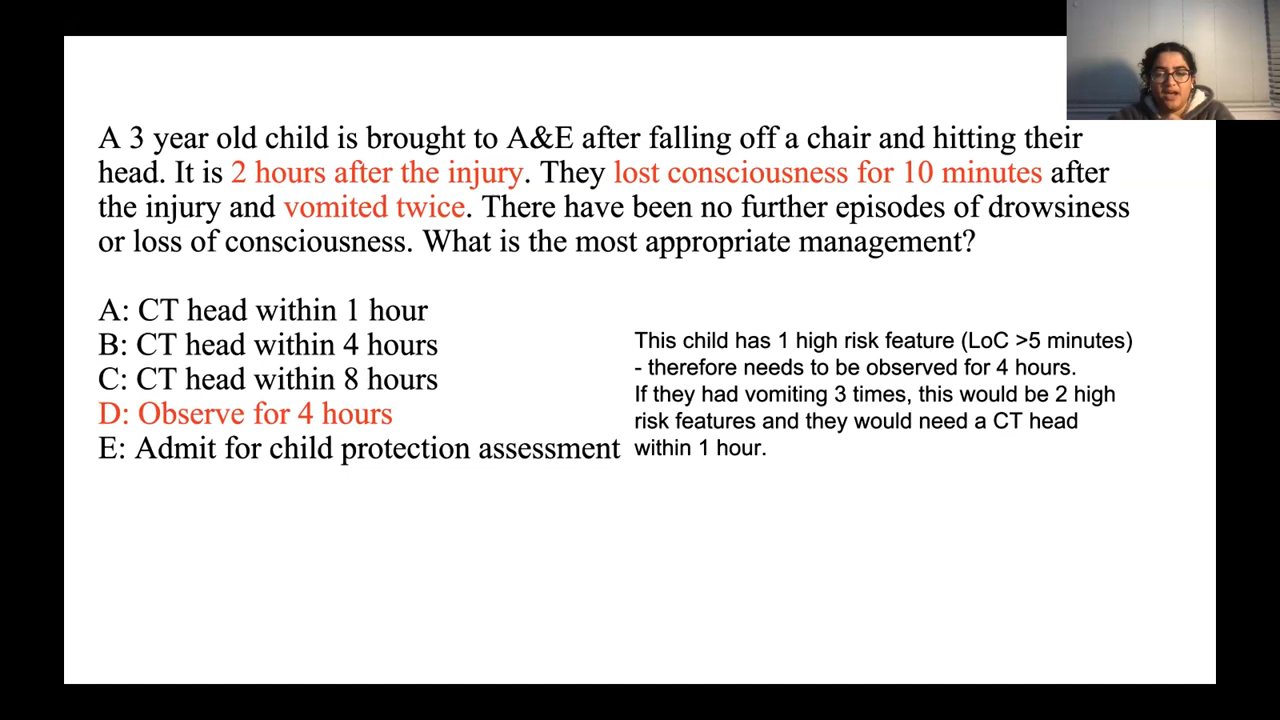 A 3 year old child is brought to A&E after falling off a chair and hitting their
head. It is 2 hours after the injury. They lost consciousness for 10 minutes after
the injury and vomited twice. There have been no further episodes of drowsiness
or loss of consciousness. What is the most appropriate management?
A: CT head within 1 hour
B: CT head within 4 hours
C: CT head within 8 hours
D: Observe for 4 hours
E: Admit for child protection assessment
This child has 1 high risk feature (LoC >5 minutes)
- therefore needs to be observed for 4 hours.
If they had vomiting 3 times, this would be 2 high
risk features and they would need a CT head
within 1 hour.